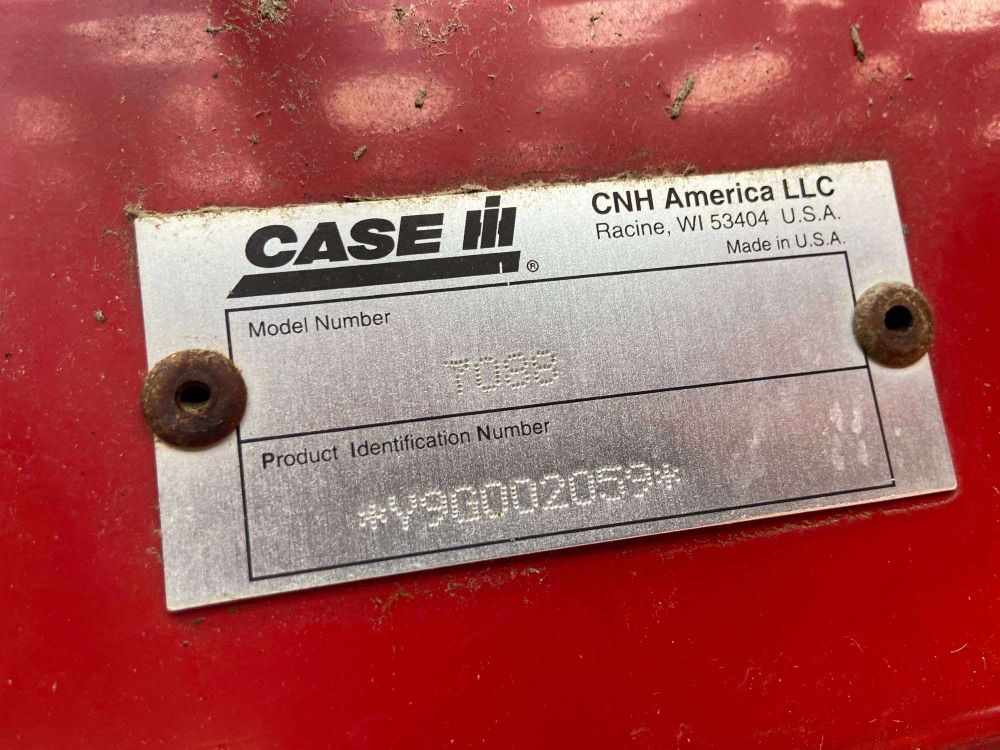 CASE IH
®
CNH America LLC
Racine, WI 53404 U.S.A.
Made in U.S.A.
Model Number
7088
Product Identification Number
*Y9G002059*